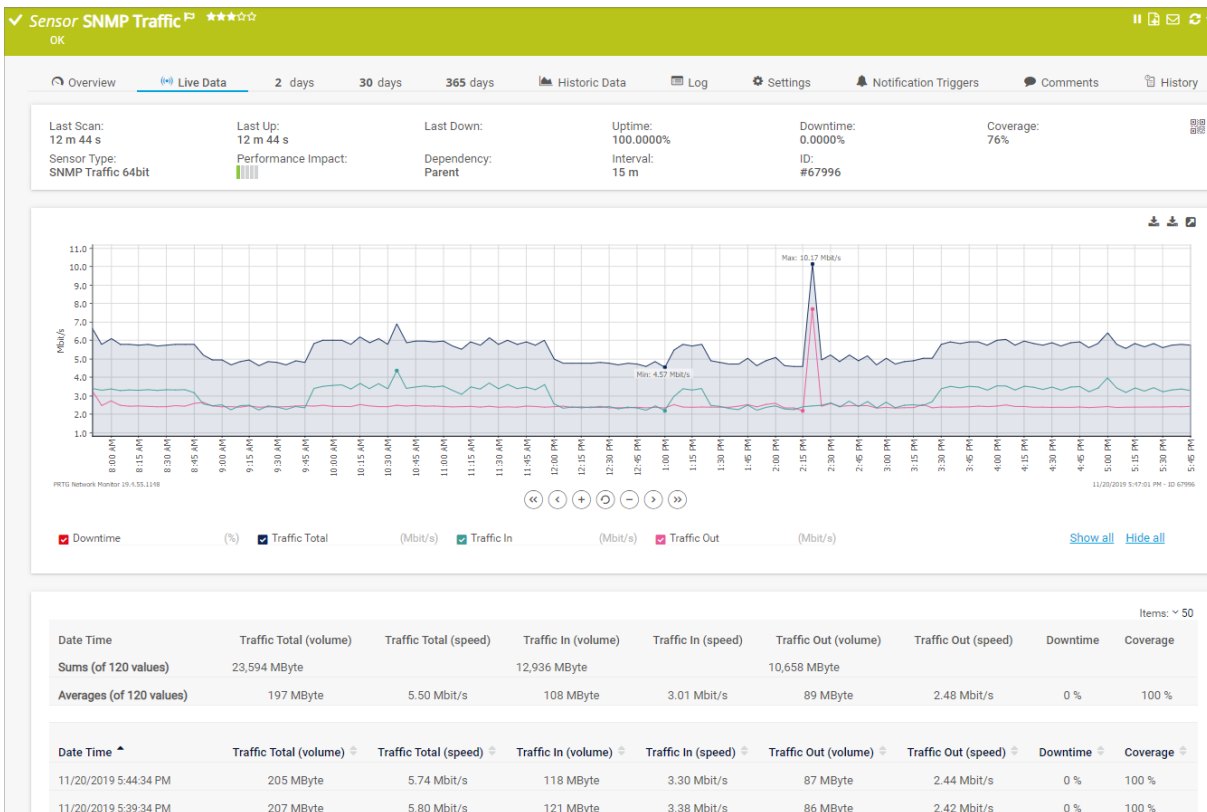 Sensor SNMP Traffic
OK
Overview Live Data 2 days 30 days 365 days Historic Data Log Settings Notification Triggers Comments History
Last Scan: Last Up: Last Down: Uptime: Downtime: Coverage:
12 m 44 s 12 m 44 s 100.0000% 0.0000% 76%
Sensor Type: Performance Impact: Dependency: Interval: ID:
SNMP Traffic 64bit Parent 15 m #67996
11.0
10.0
9.0
8.0
7.0
6.0
5.0
4.0
3.0
2.0
1.0
Mbit/s
Max: 10.17 Mbit/s
Min: 4.57 Mbit/s
8:00 AM 8:15 AM 8:30 AM 8:45 AM 9:00 AM 9:15 AM 9:30 AM 9:45 AM 10:00 AM 10:15 AM 10:30 AM 10:45 AM 11:00 AM 11:15 AM 11:30 AM 11:45 AM 12:00 PM 12:15 PM 12:30 PM 12:45 PM 1:00 PM 1:15 PM 1:30 PM 1:45 PM 2:00 PM 2:15 PM 2:30 PM 2:45 PM 3:00 PM 3:15 PM 3:30 PM 3:45 PM 4:00 PM 4:15 PM 4:30 PM 4:45 PM 5:00 PM 5:15 PM 5:30 PM 5:45 PM
PRTG Network Monitor 19.4.55.1148 11/20/2019 5:47:01 PM - ID 67996
Downtime (%) Traffic Total (Mbit/s) Traffic In (Mbit/s) Traffic Out (Mbit/s) Show all Hide all
Items: 50
Date Time Traffic Total (volume) Traffic Total (speed) Traffic In (volume) Traffic In (speed) Traffic Out (volume) Traffic Out (speed) Downtime Coverage
Sums (of 120 values) 23,594 MByte 12,936 MByte 10,658 MByte
Averages (of 120 values) 197 MByte 5.50 Mbit/s 108 MByte 3.01 Mbit/s 89 MByte 2.48 Mbit/s 0 % 100 %
Date Time Traffic Total (volume) Traffic Total (speed) Traffic In (volume) Traffic In (speed) Traffic Out (volume) Traffic Out (speed) Downtime Coverage
11/20/2019 5:44:34 PM 205 MByte 5.74 Mbit/s 118 MByte 3.30 Mbit/s 87 MByte 2.44 Mbit/s 0 % 100 %
11/20/2019 5:39:34 PM 207 MByte 5.80 Mbit/s 121 MByte 3.38 Mbit/s 86 MByte 2.42 Mbit/s 0 % 100 %